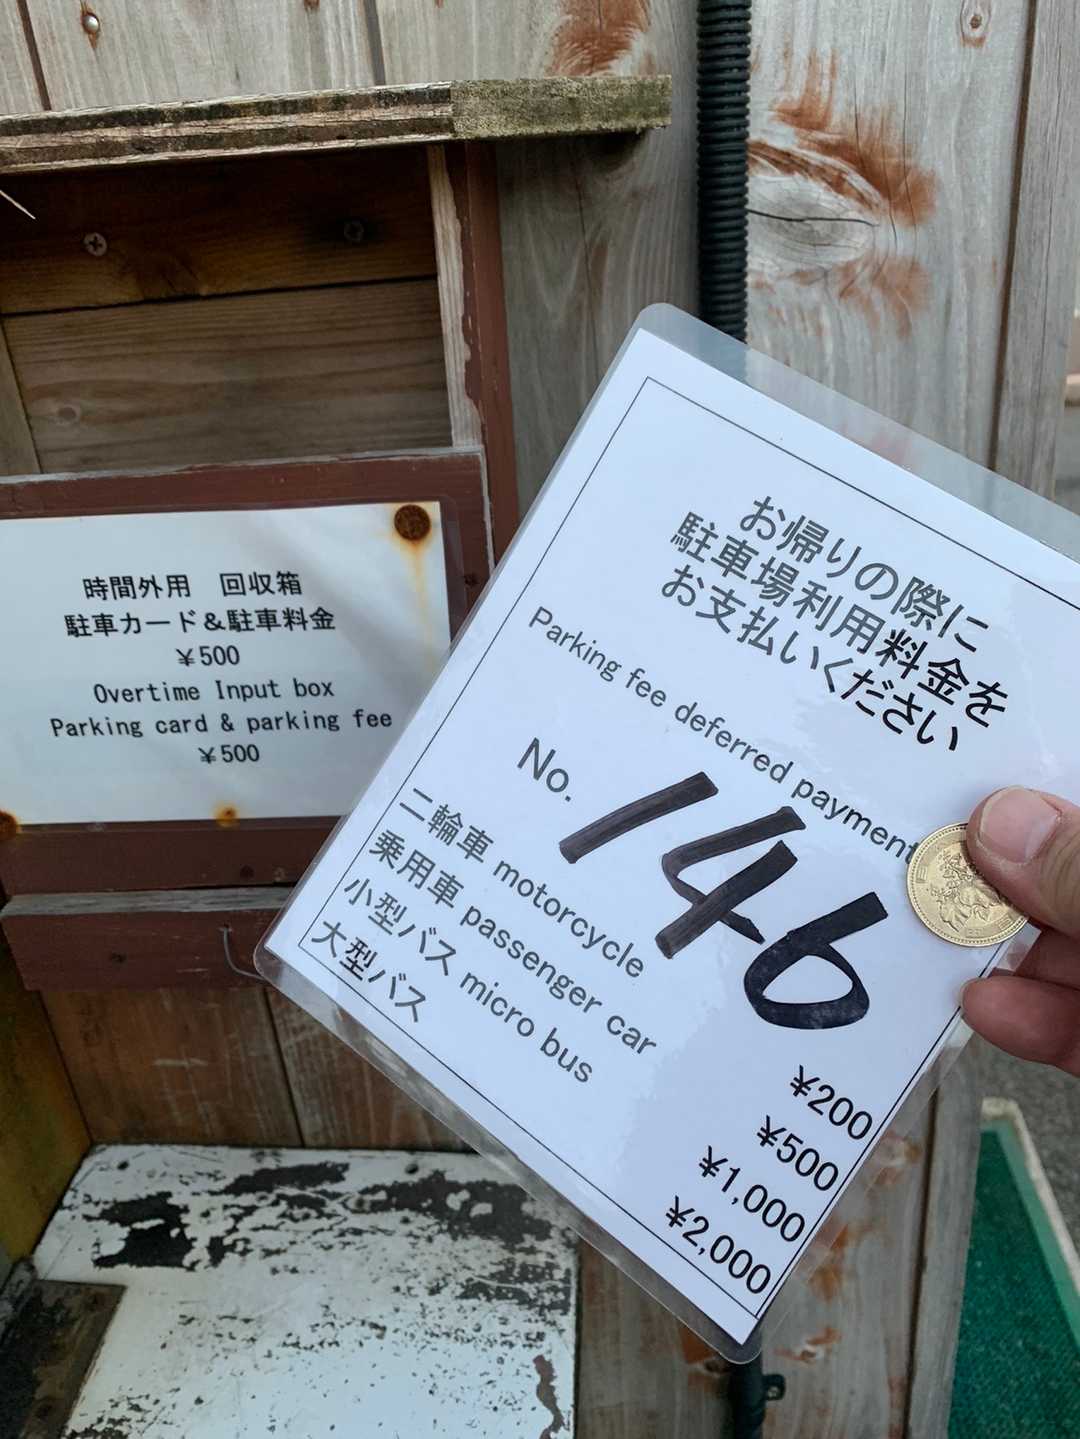 時間外用 回収箱
駐車カード＆駐車料金
￥500
Overtime Input box
Parking card & parking fee
￥500
お帰りの際に
駐車場利用料金を
お支払いください
Parking fee deferred payment
No. 146
二輪車 motorcycle ¥200
乗用車 passenger car ¥500
小型バス micro bus ¥1,000
大型バス ¥2,000